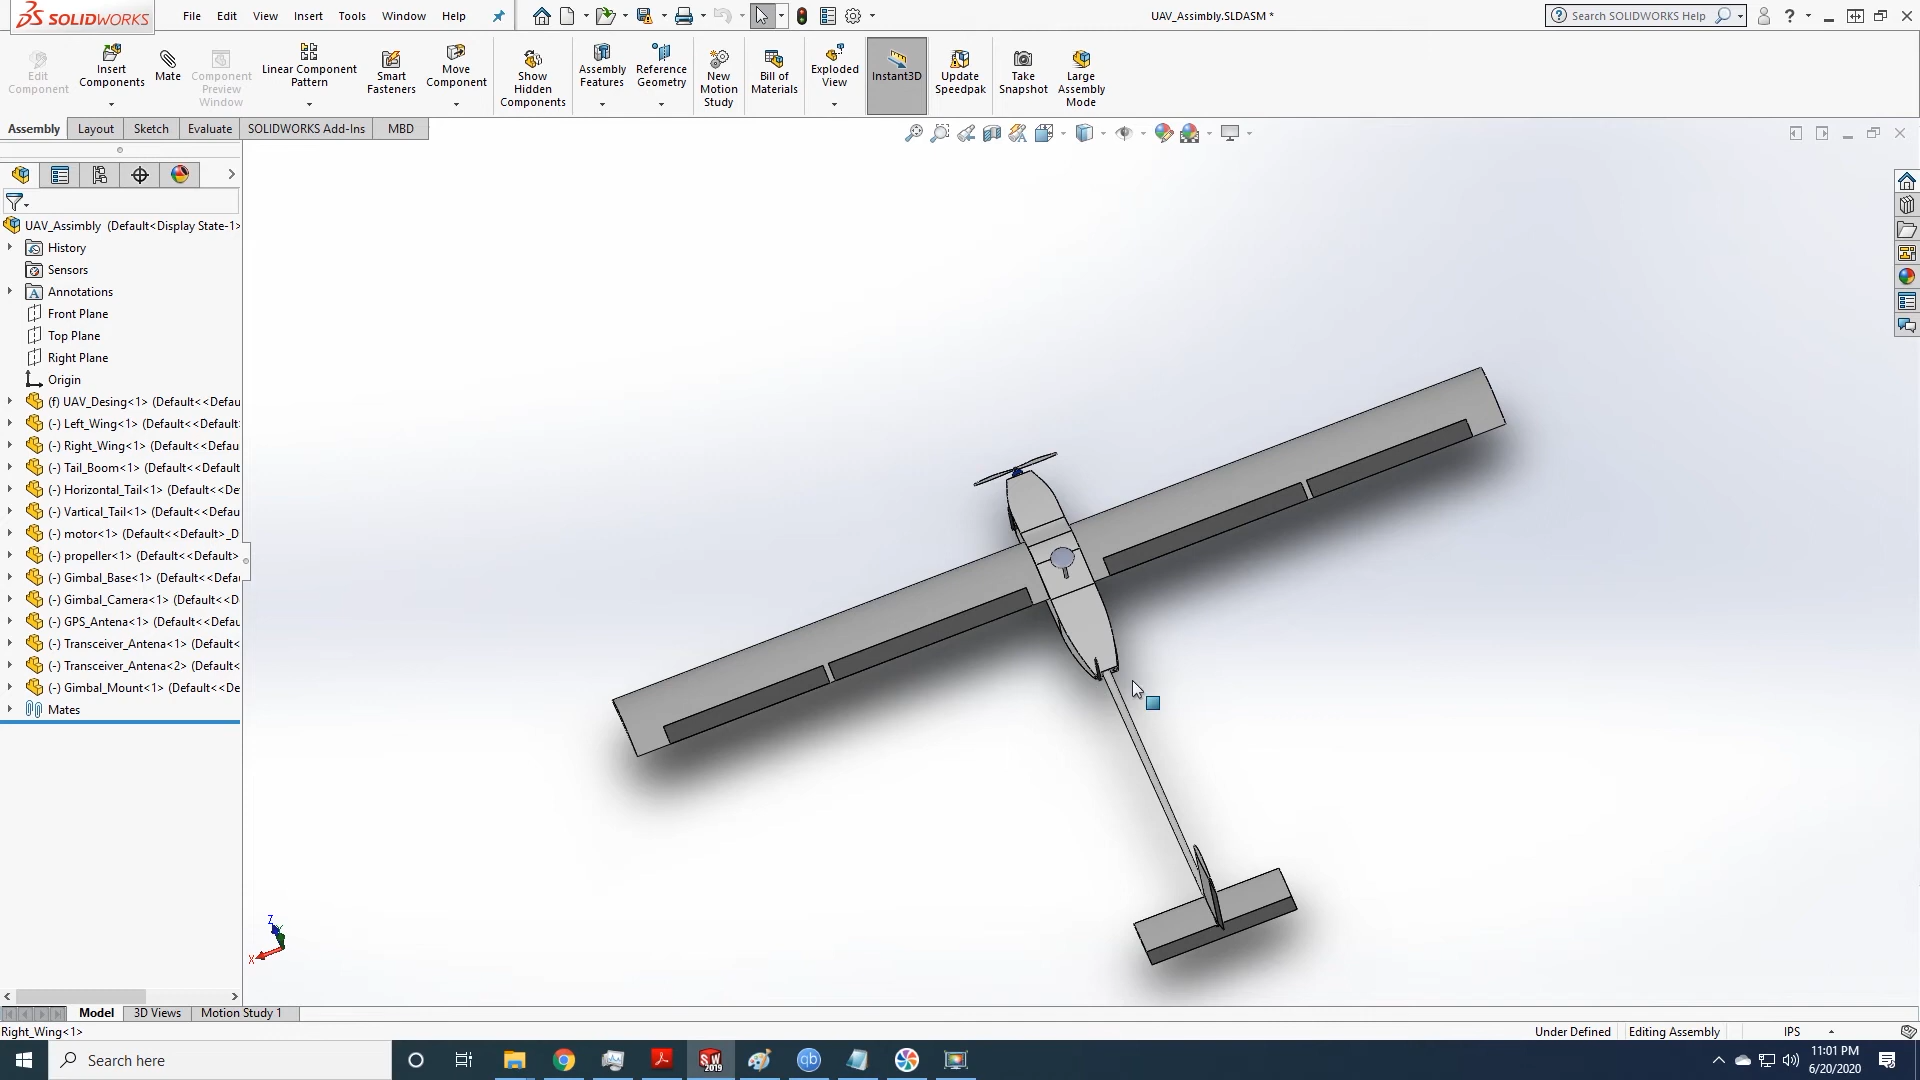 SOLIDWORKS
File Edit View Insert Tools Window Help
UAV_Assimbly.SLDASM *
Search SOLIDWORKS Help
Edit Component
Insert Components
Mate
Component Preview Window
Linear Component Pattern
Smart Fasteners
Move Component
Show Hidden Components
Assembly Features
Reference Geometry
New Motion Study
Bill of Materials
Exploded View
Instant3D
Update Speedpak
Take Snapshot
Large Assembly Mode
Assembly Layout Sketch Evaluate SOLIDWORKS Add-Ins MBD
UAV_Assimbly (Default<Display State-1>
History
Sensors
Annotations
Front Plane
Top Plane
Right Plane
Origin
(f) UAV_Desing<1> (Default<<Defau
(-) Left_Wing<1> (Default<<Default
(-) Right_Wing<1> (Default<<Defau
(-) Tail_Boom<1> (Default<<Default
(-) Horizontal_Tail<1> (Default<<De
(-) Vartical_Tail<1> (Default<<Defau
(-) motor<1> (Default<<Default>_D
(-) propeller<1> (Default<<Default>
(-) Gimbal_Base<1> (Default<<Defau
(-) Gimbal_Camera<1> (Default<<D
(-) GPS_Antena<1> (Default<<Defau
(-) Transceiver_Antena<1> (Default<
(-) Transceiver_Antena<2> (Default<
(-) Gimbal_Mount<1> (Default<<De
Mates
Z
X
Model 3D Views Motion Study 1
Right_Wing<1>
Under Defined Editing Assembly IPS
Search here
SW 2019
qb
11:01 PM
6/20/2020